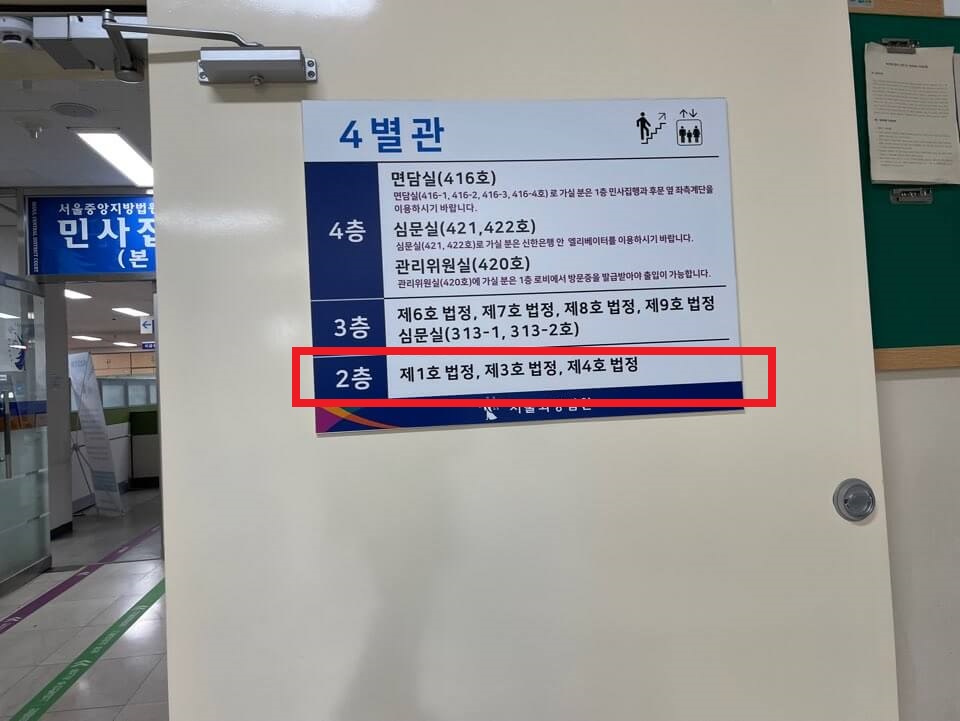 4별관
4층
면담실(416호)
면담실(416-1, 416-2, 416-3, 416-4호) 로 가실 분은 1층 민사집행과 후문 옆 좌측계단을
이용하시기 바랍니다.
심문실(421,422호)
심문실(421, 422호)로 가실 분은 신한은행 안 엘리베이터를 이용하시기 바랍니다.
관리위원실(420호)
관리위원실(420호)에 가실 분은 1층 로비에서 방문증을 발급받아야 출입이 가능합니다.
3층
제6호 법정, 제7호 법정, 제8호 법정, 제9호 법정
심문실(313-1, 313-2호)
2층
제1호 법정, 제3호 법정, 제4호 법정
서울중앙지방법원
민사집
(본
SEOUL CENTRAL DISTRICT COURT